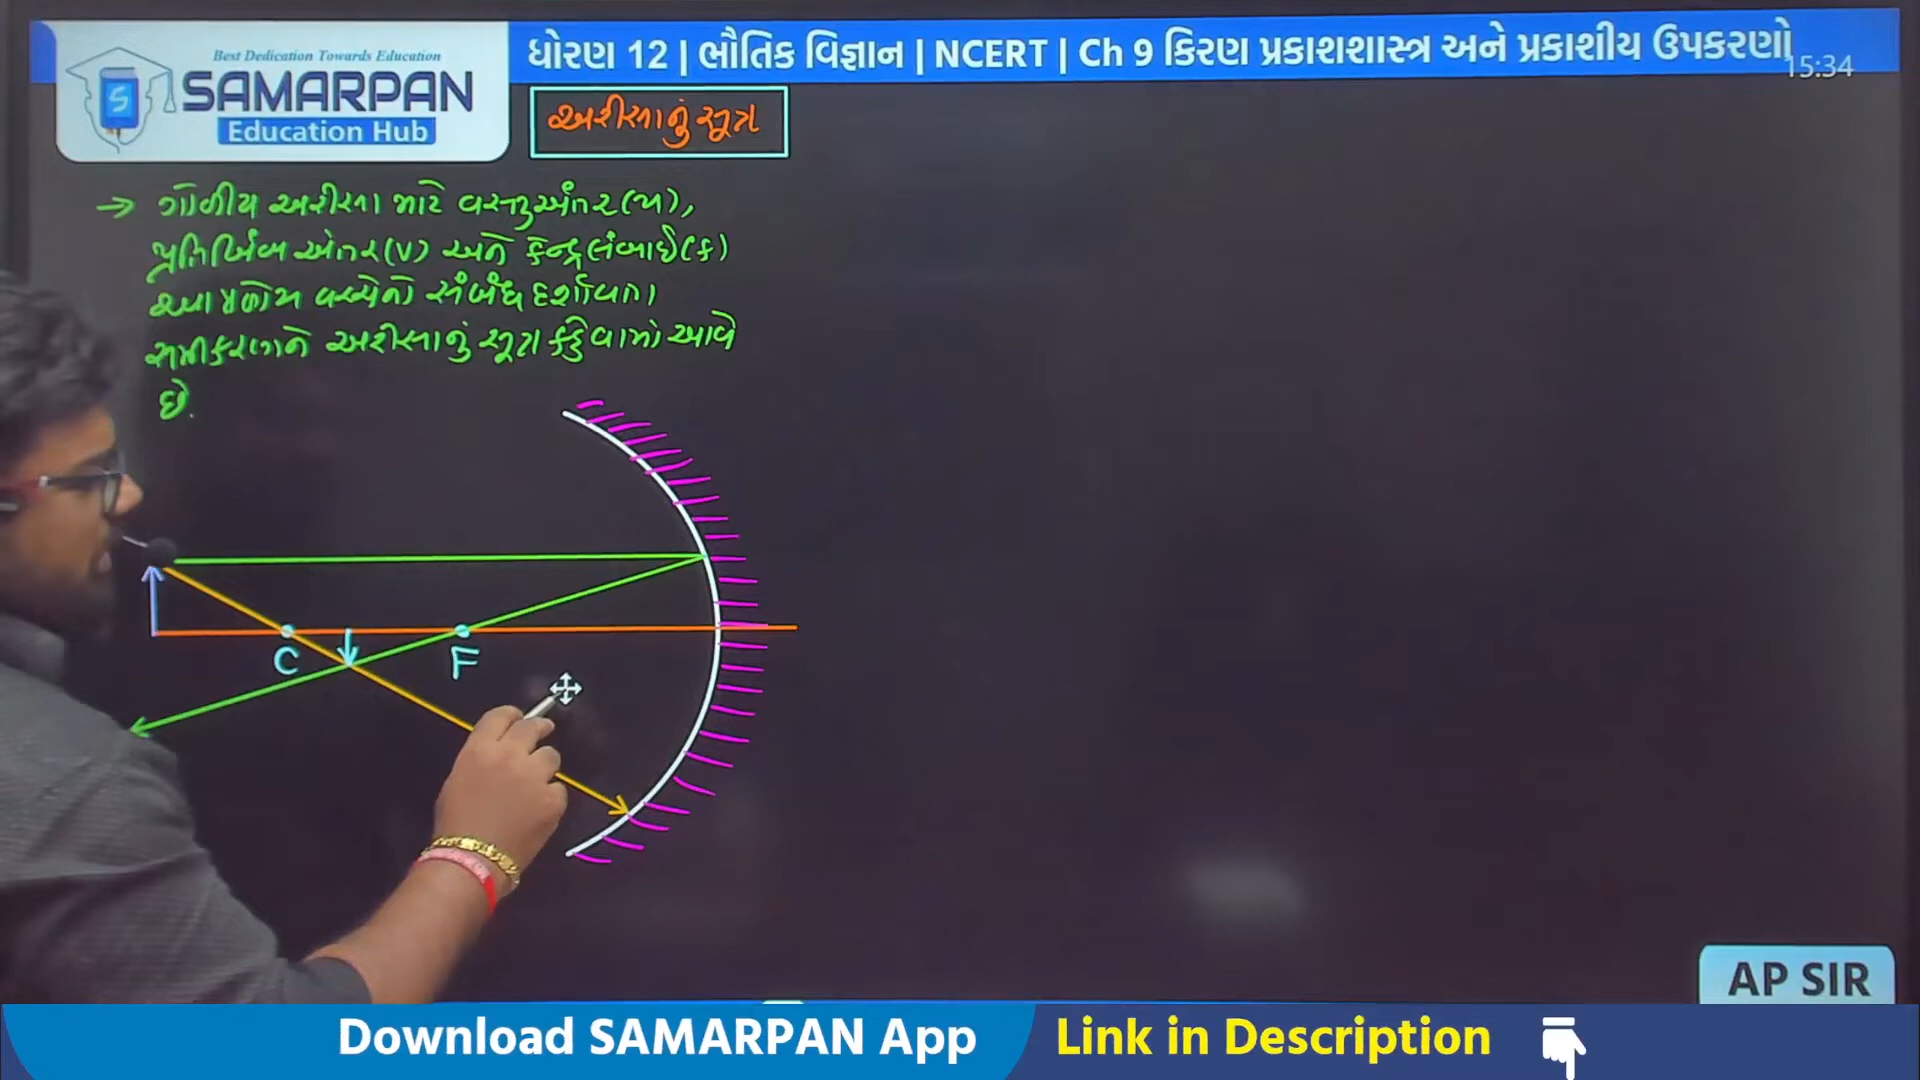 Best Dedication Towards Education
SAMARPAN
Education Hub
S
ધોરણ 12 | ભૌતિક વિજ્ઞાન | NCERT | Ch 9 કિરણ પ્રકાશશાસ્ત્ર અને પ્રકાશીય ઉપકરણો
15:34
અરીસાનું સૂત્ર
→ ગોળીય અરીસા માટે વસ્તુઅંતર(u),
પ્રતિબિંબ અંતર(v) અને કેન્દ્રલંબાઈ(f)
વચ્ચેનો સંબંધ દર્શાવતા
સમીકરણને અરીસાનું સૂત્ર કહેવામાં આવે
છે.
C
F
AP SIR
Download SAMARPAN App
Link in Description